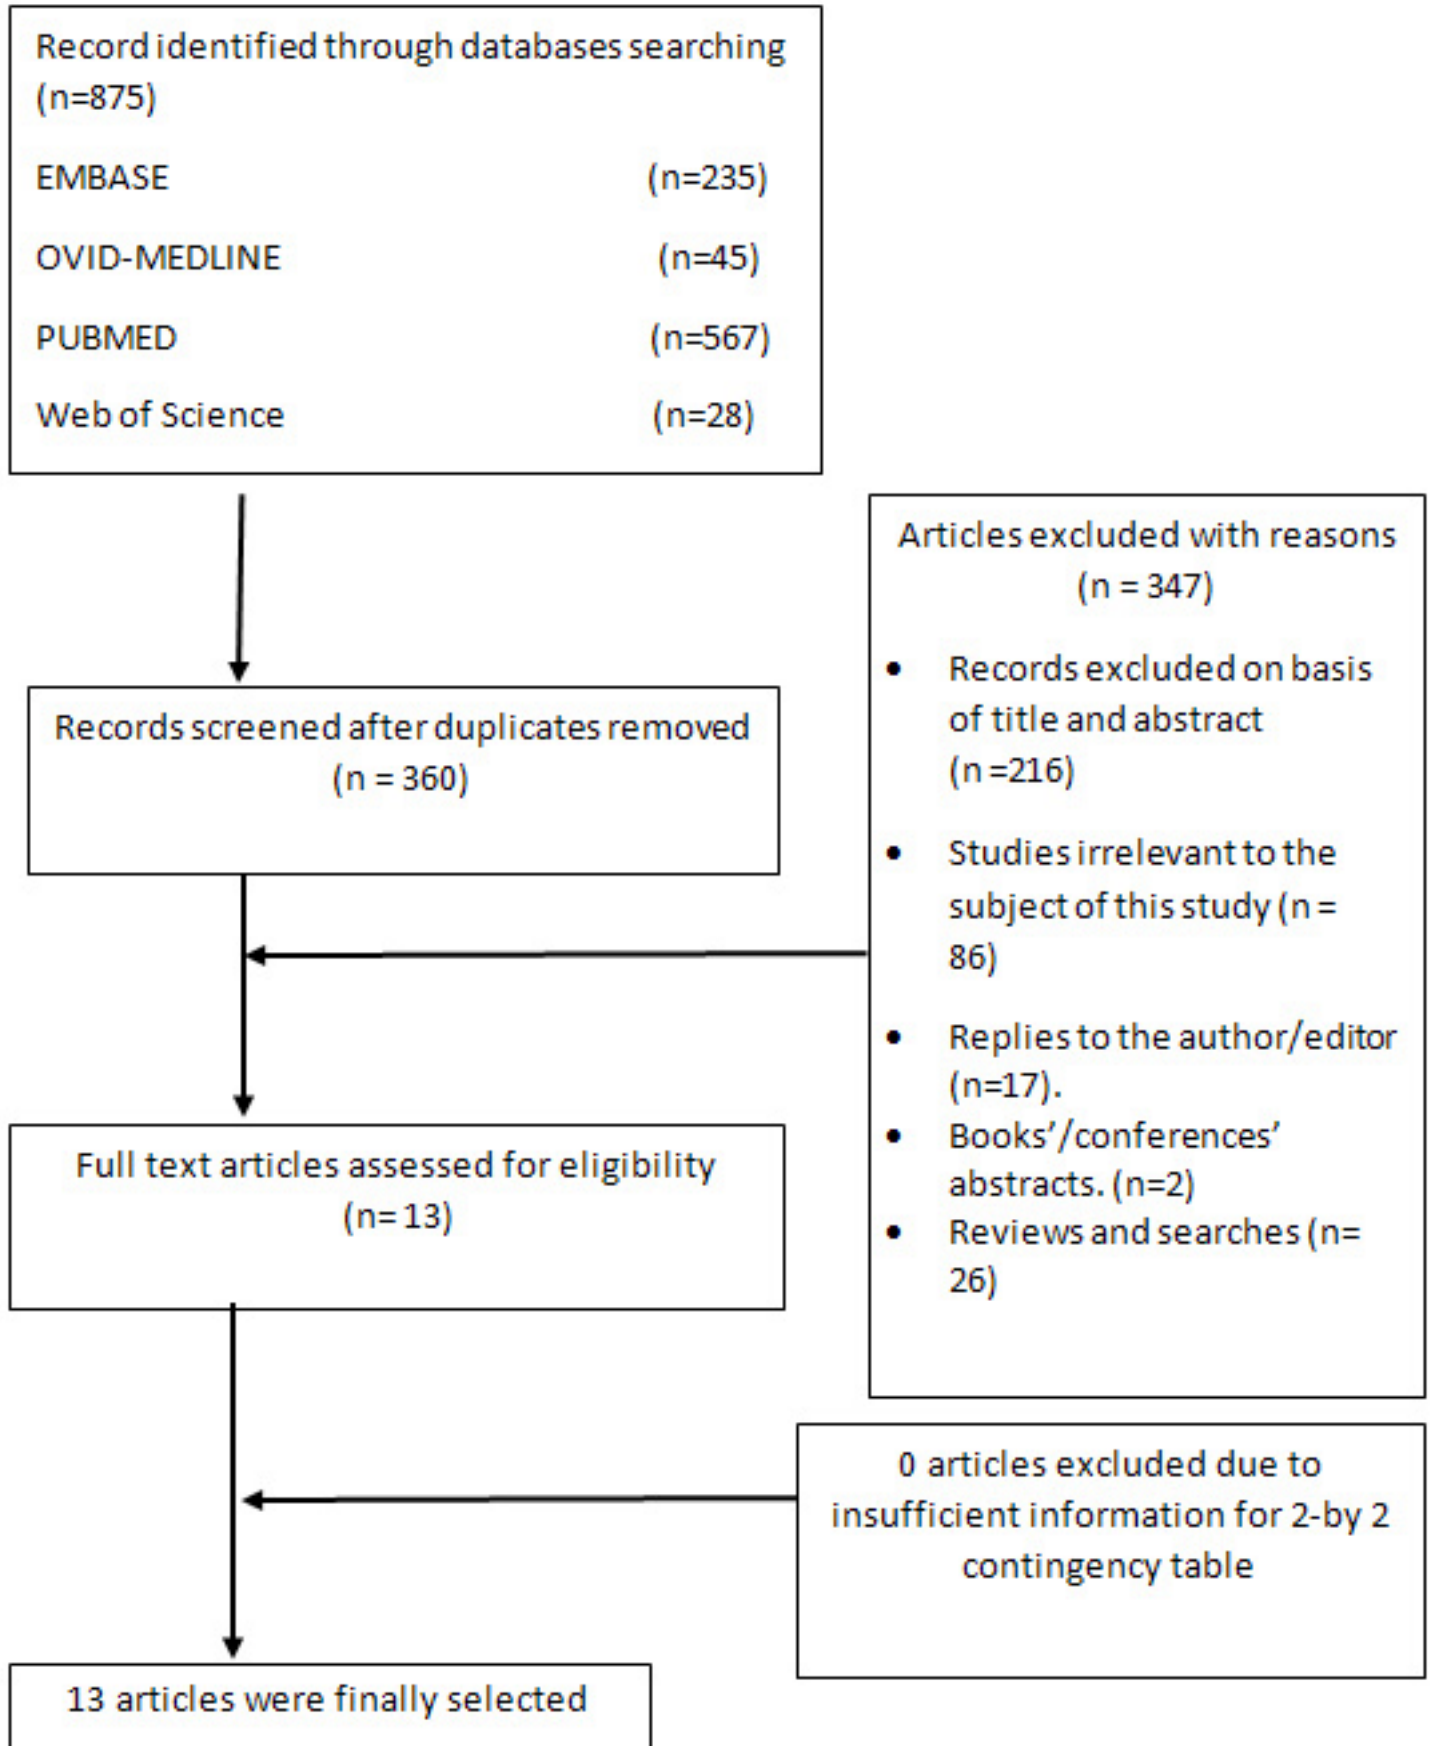 Record identified through databases searching
(n=875)
EMBASE (n=235)
OVID-MEDLINE (n=45)
PUBMED (n=567)
Web of Science (n=28)
Articles excluded with reasons
(n = 347)
• Records excluded on basis
of title and abstract
(n =216)
• Studies irrelevant to the
subject of this study (n =
86)
• Replies to the author/editor
(n=17).
• Books’/conferences’
abstracts. (n=2)
• Reviews and searches (n=
26)
Records screened after duplicates removed
(n = 360)
Full text articles assessed for eligibility
(n= 13)
0 articles excluded due to
insufficient information for 2-by 2
contingency table
13 articles were finally selected